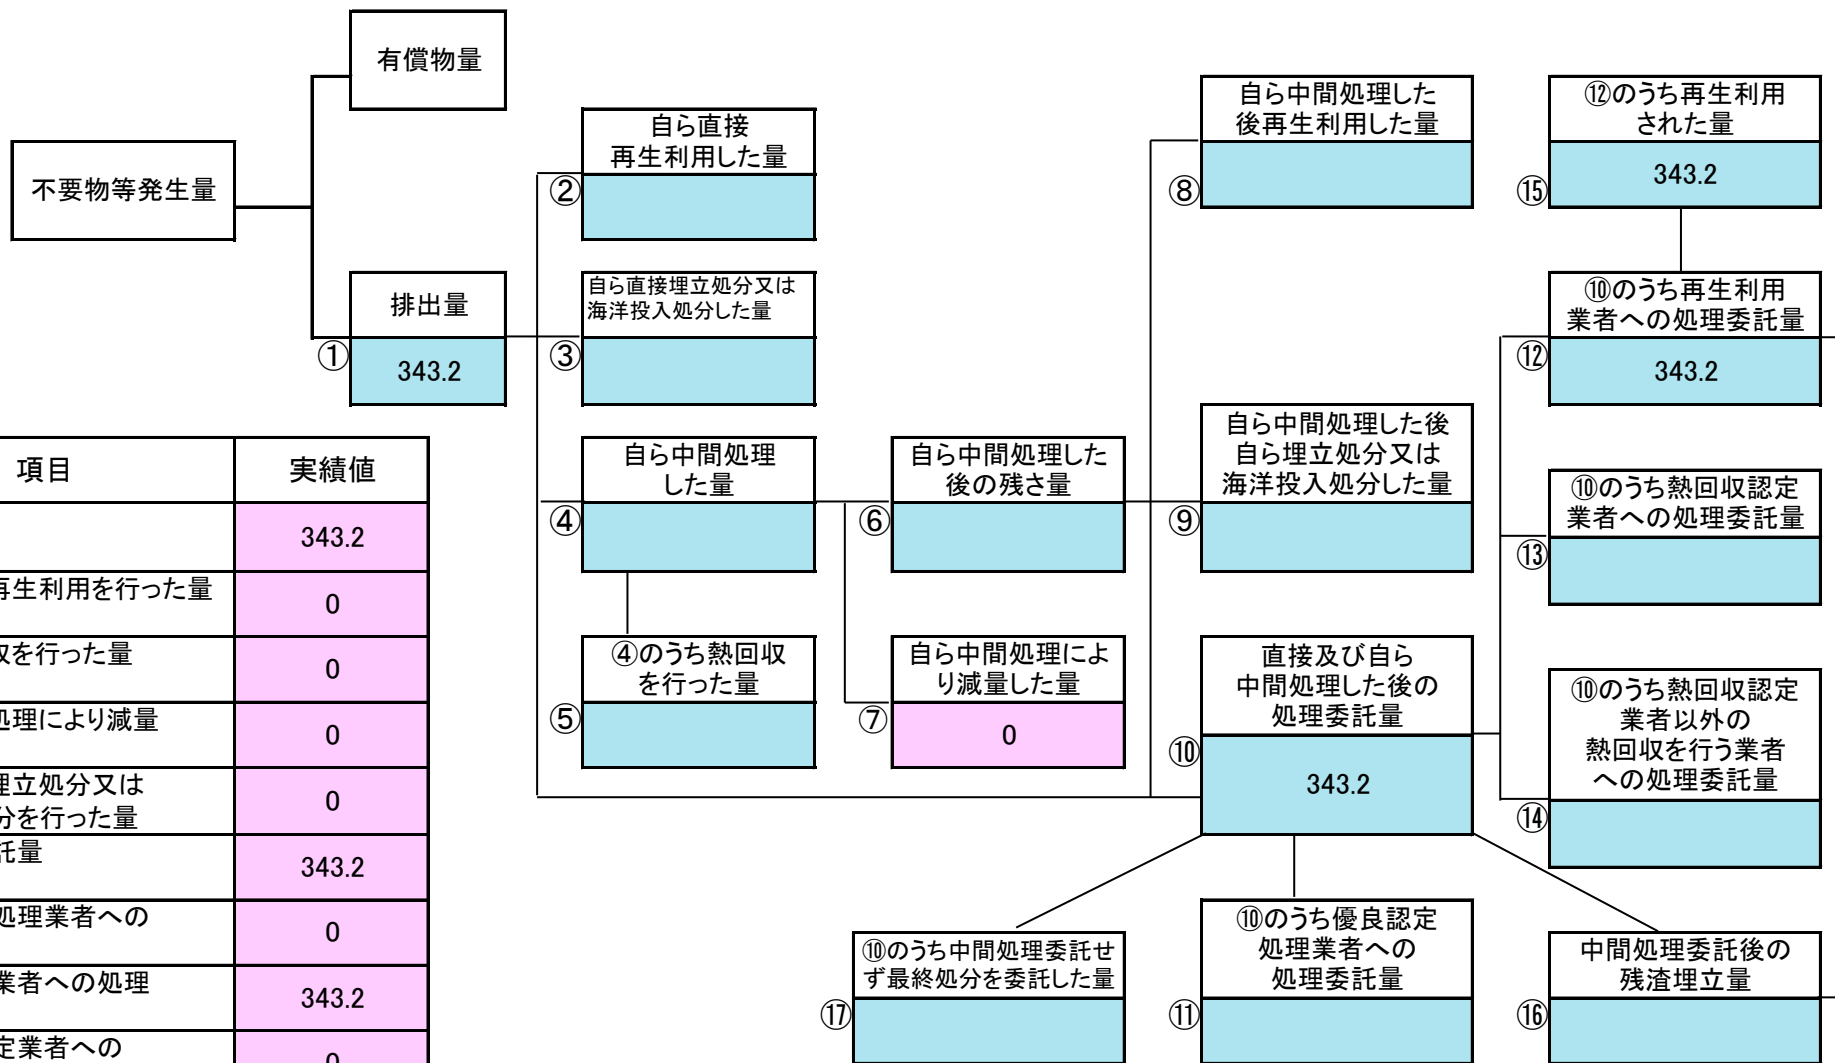 有償物量
不要物等発生量
排出量
①
343.2
自ら直接
再生利用した量
②
自ら直接埋立処分又は
海洋投入処分した量
③
自ら中間処理
した量
④
④のうち熱回収
を行った量
⑤
自ら中間処理した
後の残さ量
⑥
自ら中間処理によ
り減量した量
⑦
0
自ら中間処理した
後再生利用した量
⑧
自ら中間処理した後
自ら埋立処分又は
海洋投入処分した量
⑨
直接及び自ら
中間処理した後の
処理委託量
⑩
343.2
⑫のうち再生利用
された量
⑮
343.2
⑩のうち再生利用
業者への処理委託量
⑫
343.2
⑩のうち熱回収認定
業者への処理委託量
⑬
⑩のうち熱回収認定
業者以外の
熱回収を行う業者
への処理委託量
⑭
⑩のうち中間処理委託せ
ず最終処分を委託した量
⑰
⑩のうち優良認定
処理業者への
処理委託量
⑪
中間処理委託後の
残渣埋立量
⑯
項目 実績値
343.2
再生利用を行った量 0
を行った量 0
処理により減量 0
埋立処分又は
分を行った量 0
託量 343.2
処理業者への 0
業者への処理 343.2
定業者への 0